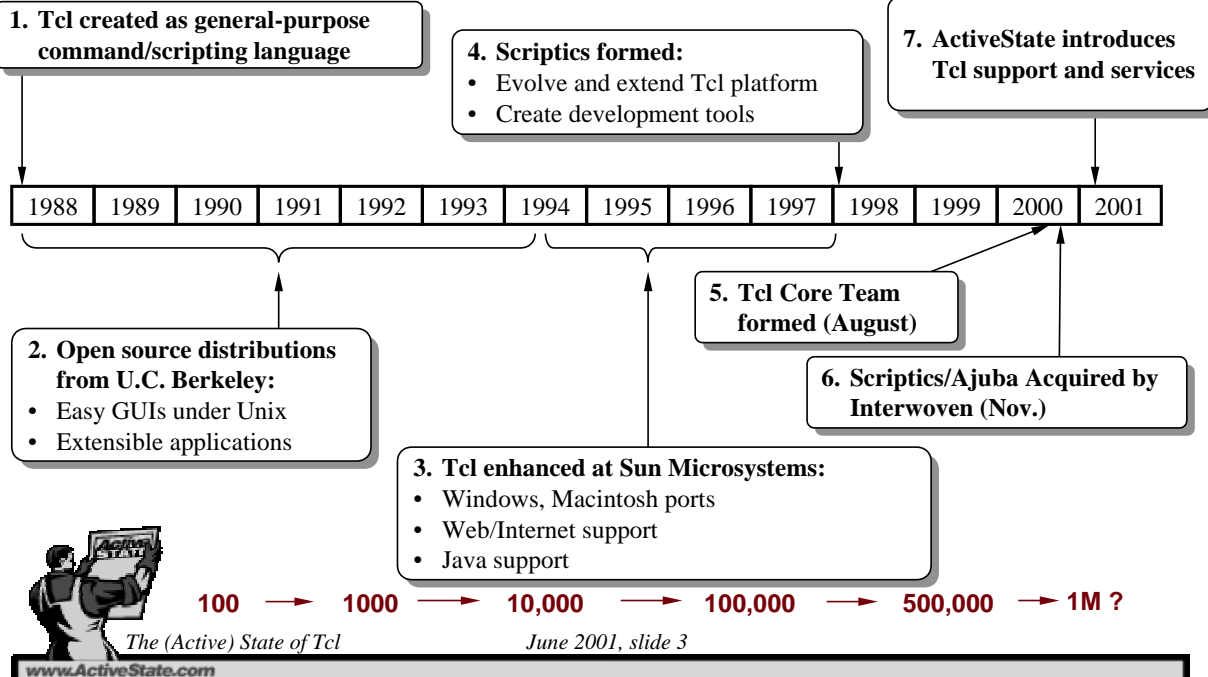 1. Tcl created as general-purpose
command/scripting language
4. Scriptics formed:
• Evolve and extend Tcl platform
• Create development tools
7. ActiveState introduces
Tcl support and services
1988 1989 1990 1991 1992 1993 1994 1995 1996 1997 1998 1999 2000 2001
2. Open source distributions
from U.C. Berkeley:
• Easy GUIs under Unix
• Extensible applications
3. Tcl enhanced at Sun Microsystems:
• Windows, Macintosh ports
• Web/Internet support
• Java support
5. Tcl Core Team
formed (August)
6. Scriptics/Ajuba Acquired by
Interwoven (Nov.)
Active
STATE
100 → 1000 → 10,000 → 100,000 → 500,000 → 1M ?
The (Active) State of Tcl June 2001, slide 3
www.ActiveState.com